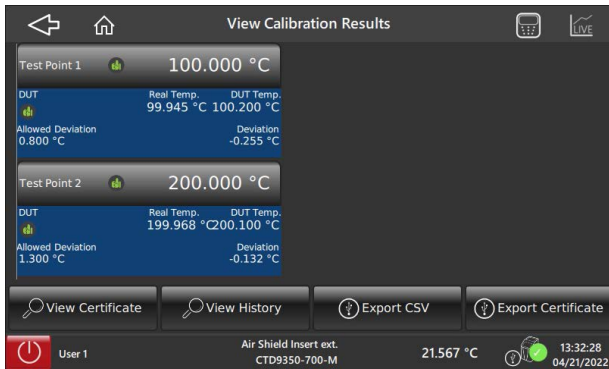 View Calibration Results
LIVE
Test Point 1 100.000 °C
DUT Real Temp. DUT Temp.
99.945 °C 100.200 °C
Allowed Deviation Deviation
0.800 °C -0.255 °C
Test Point 2 200.000 °C
DUT Real Temp. DUT Temp.
199.968 °C 200.100 °C
Allowed Deviation Deviation
1.300 °C -0.132 °C
View Certificate View History Export CSV Export Certificate
User 1 Air Shield Insert ext. 21.567 °C 13:32:28
CTD9350-700-M 04/21/2022